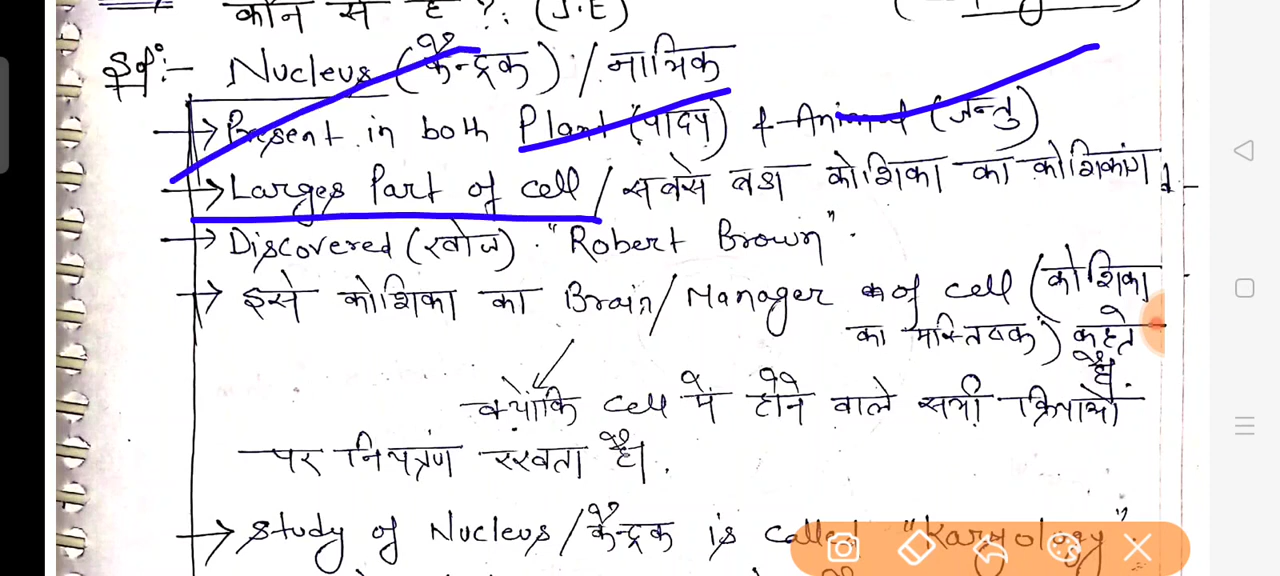 कौन से है ?: (J.E)
Nucleus (केन्द्रक) / नाभिक
→ Present in both Plant (पादप) & Animal (जन्तु)
→ Larges Part of cell / सबसे बडा कोशिका का कोशिकांग
→ Discovered (खोज). "Robert Brown".
→ इसे कोशिका का Brain / Manager of cell (कोशिका
का मस्तिष्क) कहते
है.
क्योंकि cell में होने वाले सभी क्रियाओं
पर नियंत्रण रखता है.
→ Study of Nucleus / केन्द्रक is called "Karyology"